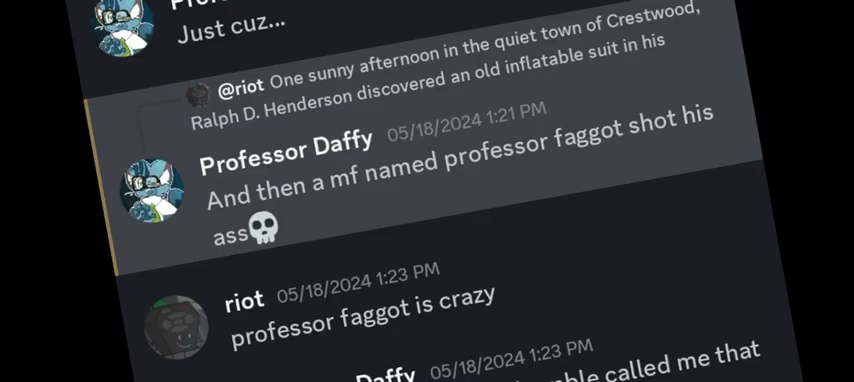 Just cuz...
@riot One sunny afternoon in the quiet town of Crestwood,
Ralph D. Henderson discovered an old inflatable suit in his
Professor Daffy 05/18/2024 1:21 PM
And then a mf named professor faggot shot his
ass💀
riot 05/18/2024 1:23 PM
professor faggot is crazy
Daffy 05/18/2024 1:23 PM
called me that